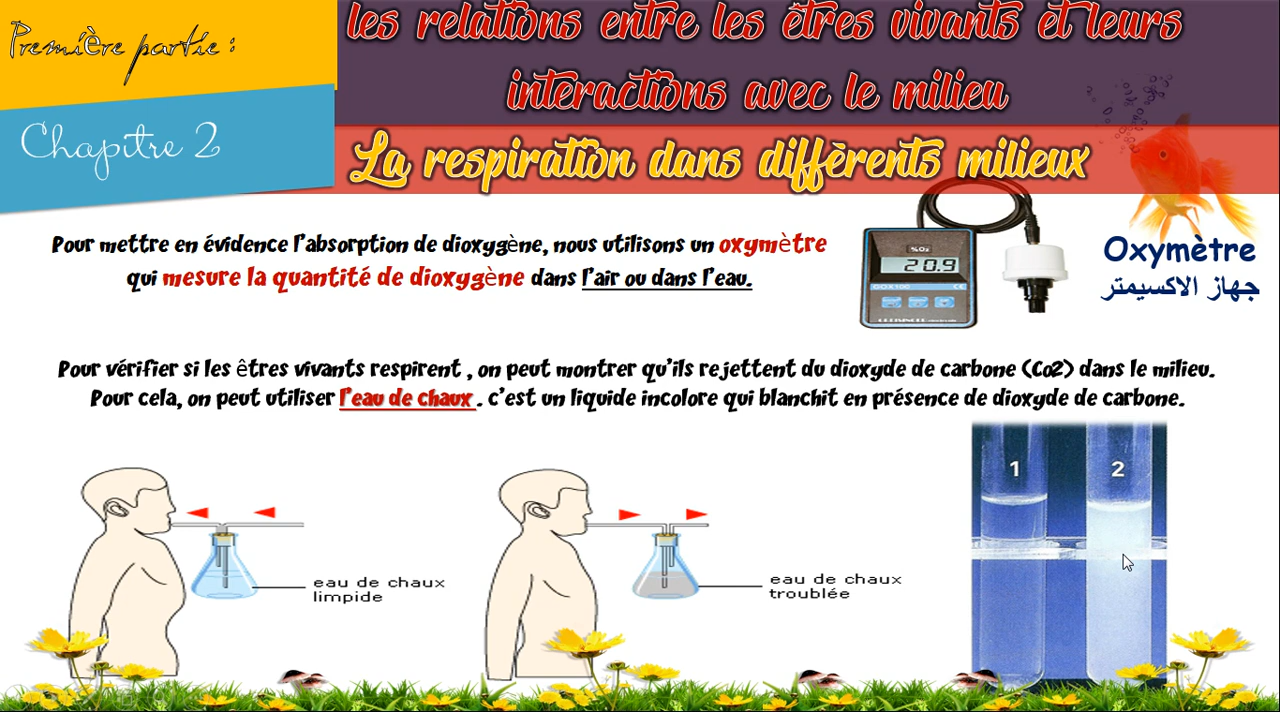 Première partie :
les relations entre les êtres vivants et leurs
interactions avec le milieu
Chapitre 2
La respiration dans diffèrents milieux
Pour mettre en évidence l'absorption de dioxygène, nous utilisons un oxymètre
qui mesure la quantité de dioxygène dans l'air ou dans l'eau.
%O₂
20.9
GOX100 CE
Oxymètre
جهاز الاكسيمتر
Pour vérifier si les êtres vivants respirent , on peut montrer qu'ils rejettent du dioxyde de carbone (Co2) dans le milieu.
Pour cela, on peut utiliser l'eau de chaux . c'est un liquide incolore qui blanchit en présence de dioxyde de carbone.
1 2
eau de chaux
limpide
eau de chaux
troublée